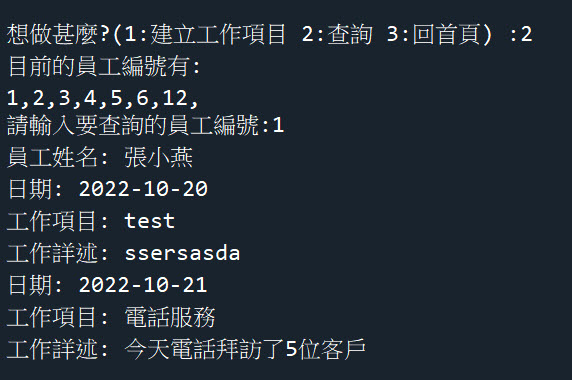 想做甚麼?(1:建立工作項目 2:查詢 3:回首頁) :2
目前的員工編號有:
1,2,3,4,5,6,12,
請輸入要查詢的員工編號:1
員工姓名: 張小燕
日期: 2022-10-20
工作項目: test
工作詳述: ssersasda
日期: 2022-10-21
工作項目: 電話服務
工作詳述: 今天電話拜訪了5位客戶